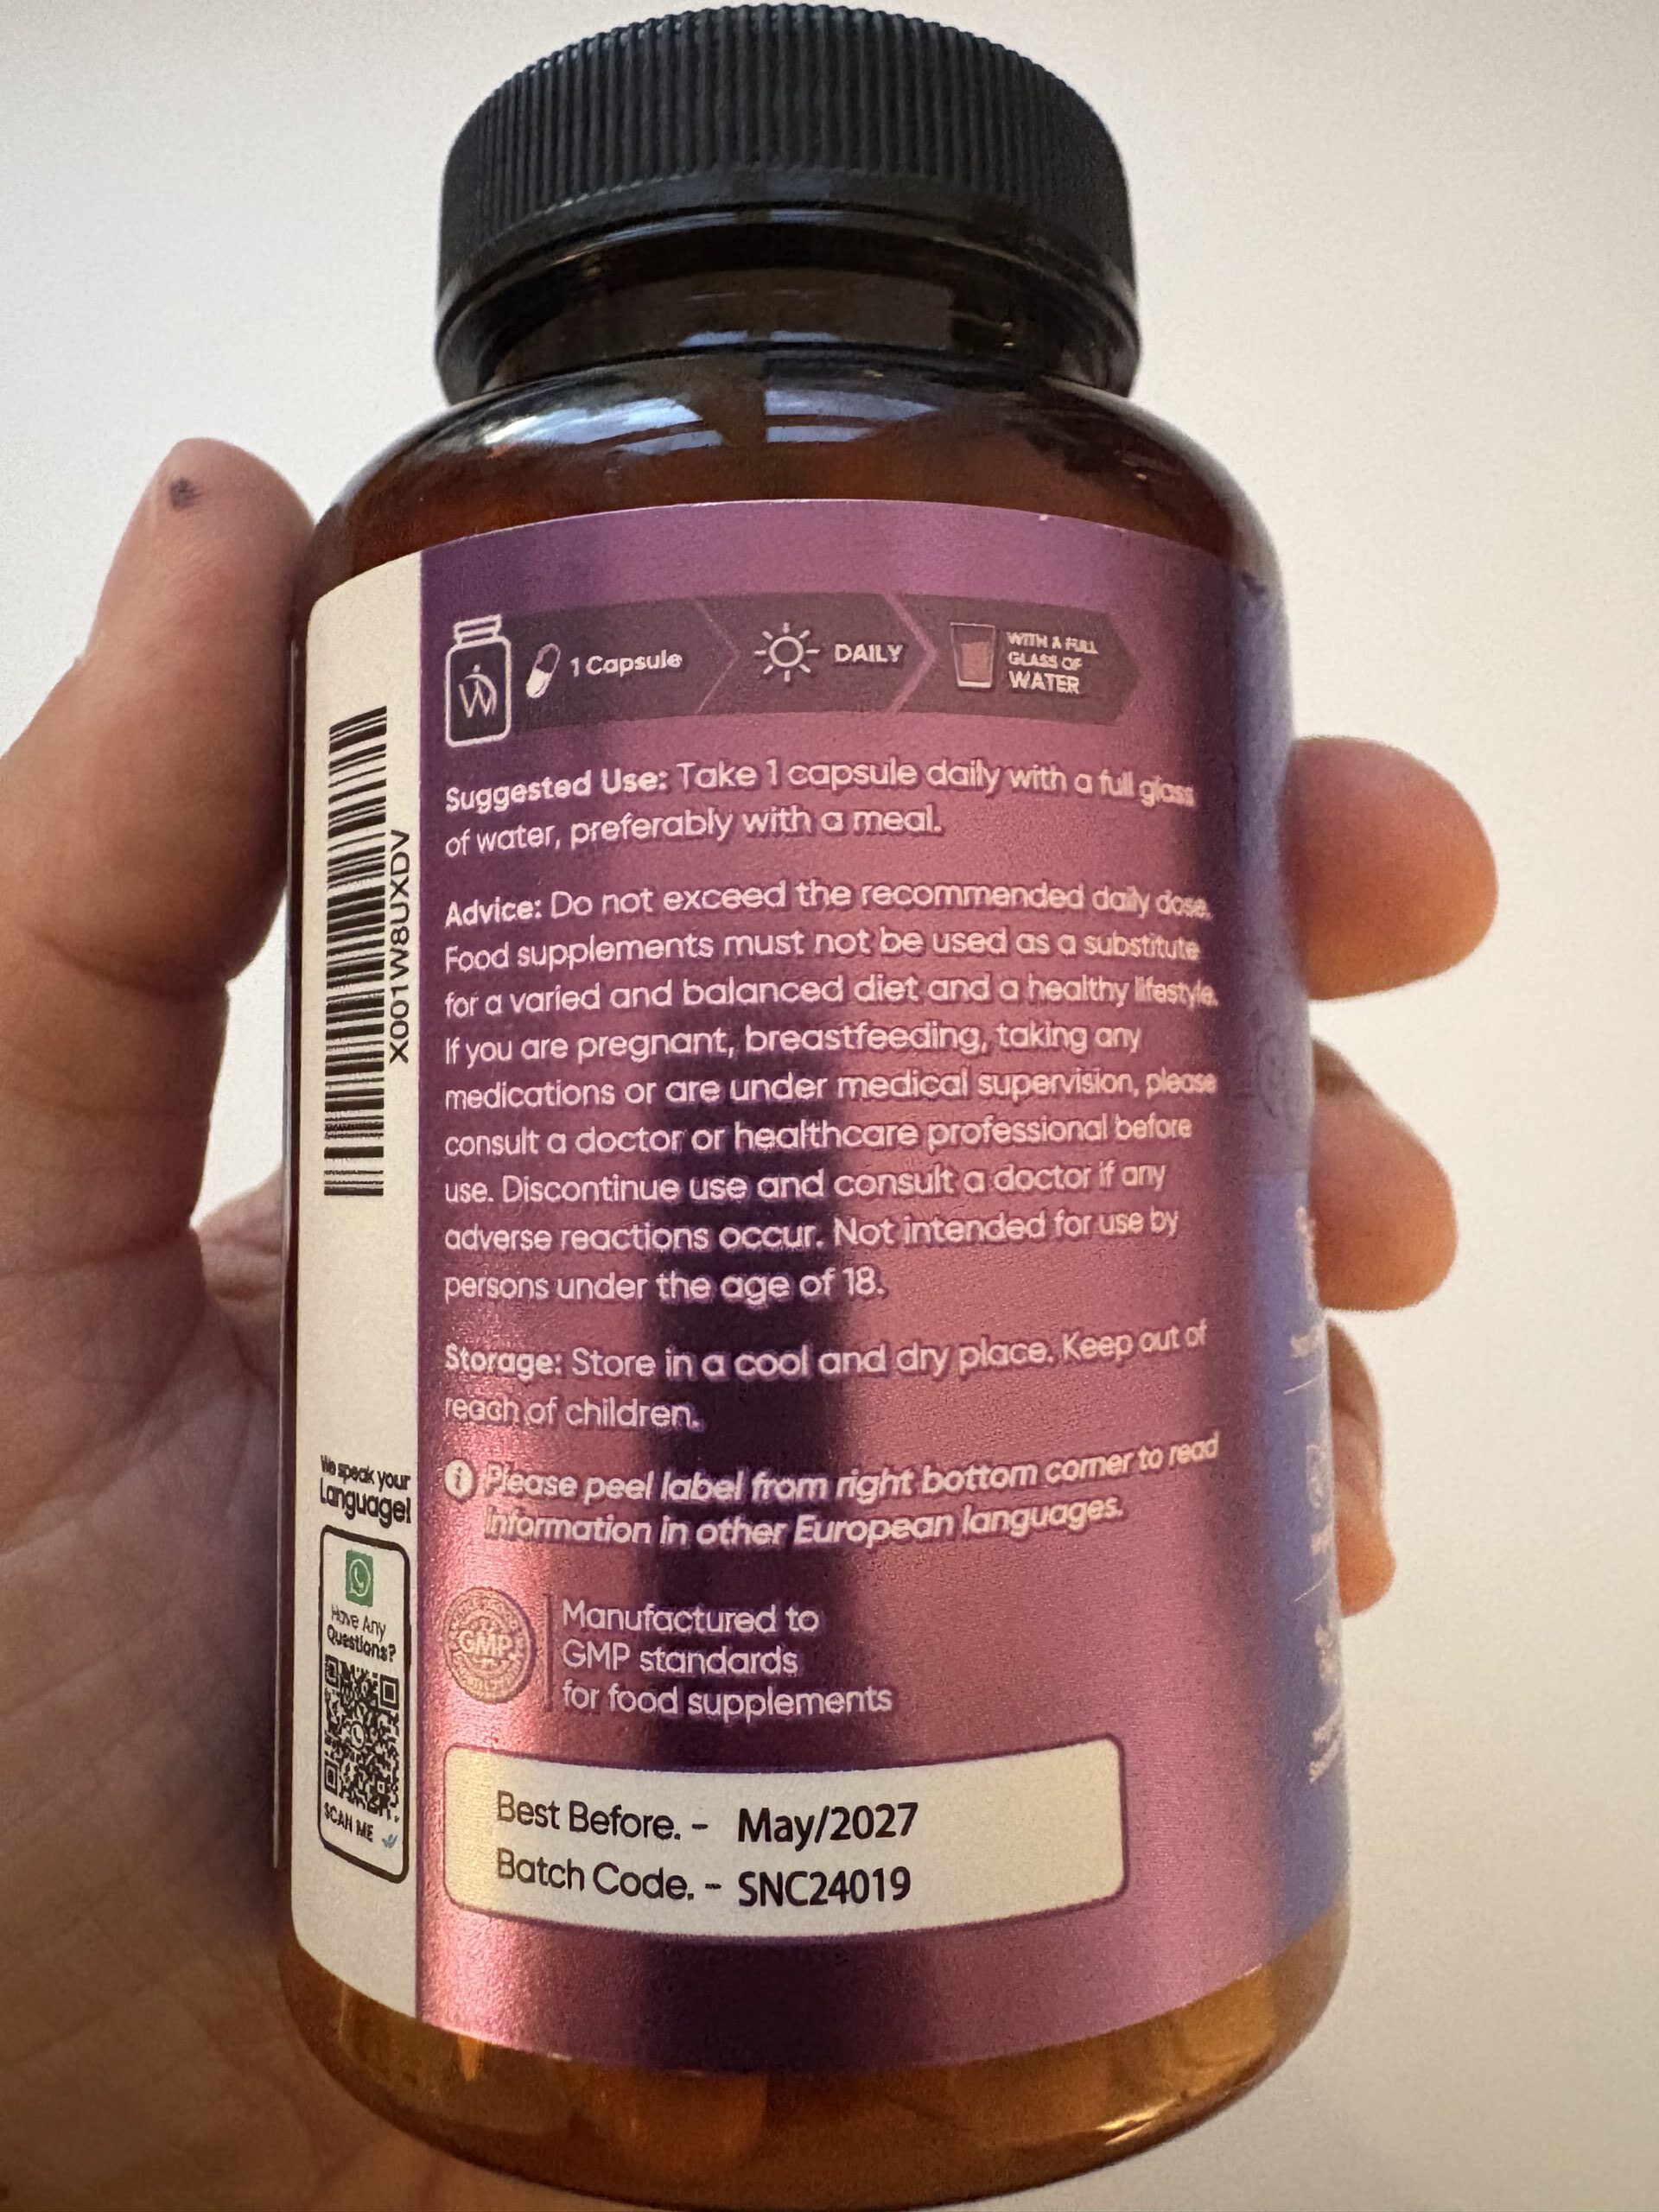 1 Capsule
DAILY
WITH A FULL
GLASS OF
WATER
Suggested Use: Take 1 capsule daily with a full glass
of water, preferably with a meal.
Advice: Do not exceed the recommended daily dose.
Food supplements must not be used as a substitute
for a varied and balanced diet and a healthy lifestyle.
If you are pregnant, breastfeeding, taking any
medications or are under medical supervision, please
consult a doctor or healthcare professional before
use. Discontinue use and consult a doctor if any
adverse reactions occur. Not intended for use by
persons under the age of 18.
Storage: Store in a cool and dry place. Keep out of
reach of children.
Please peel label from right bottom corner to read
information in other European languages.
GMP
Manufactured to
GMP standards
for food supplements
Best Before. - May/2027
Batch Code. - SNC24019
X001W8UXDV
We speak your
Language!
Have Any
Questions?
SCAN ME